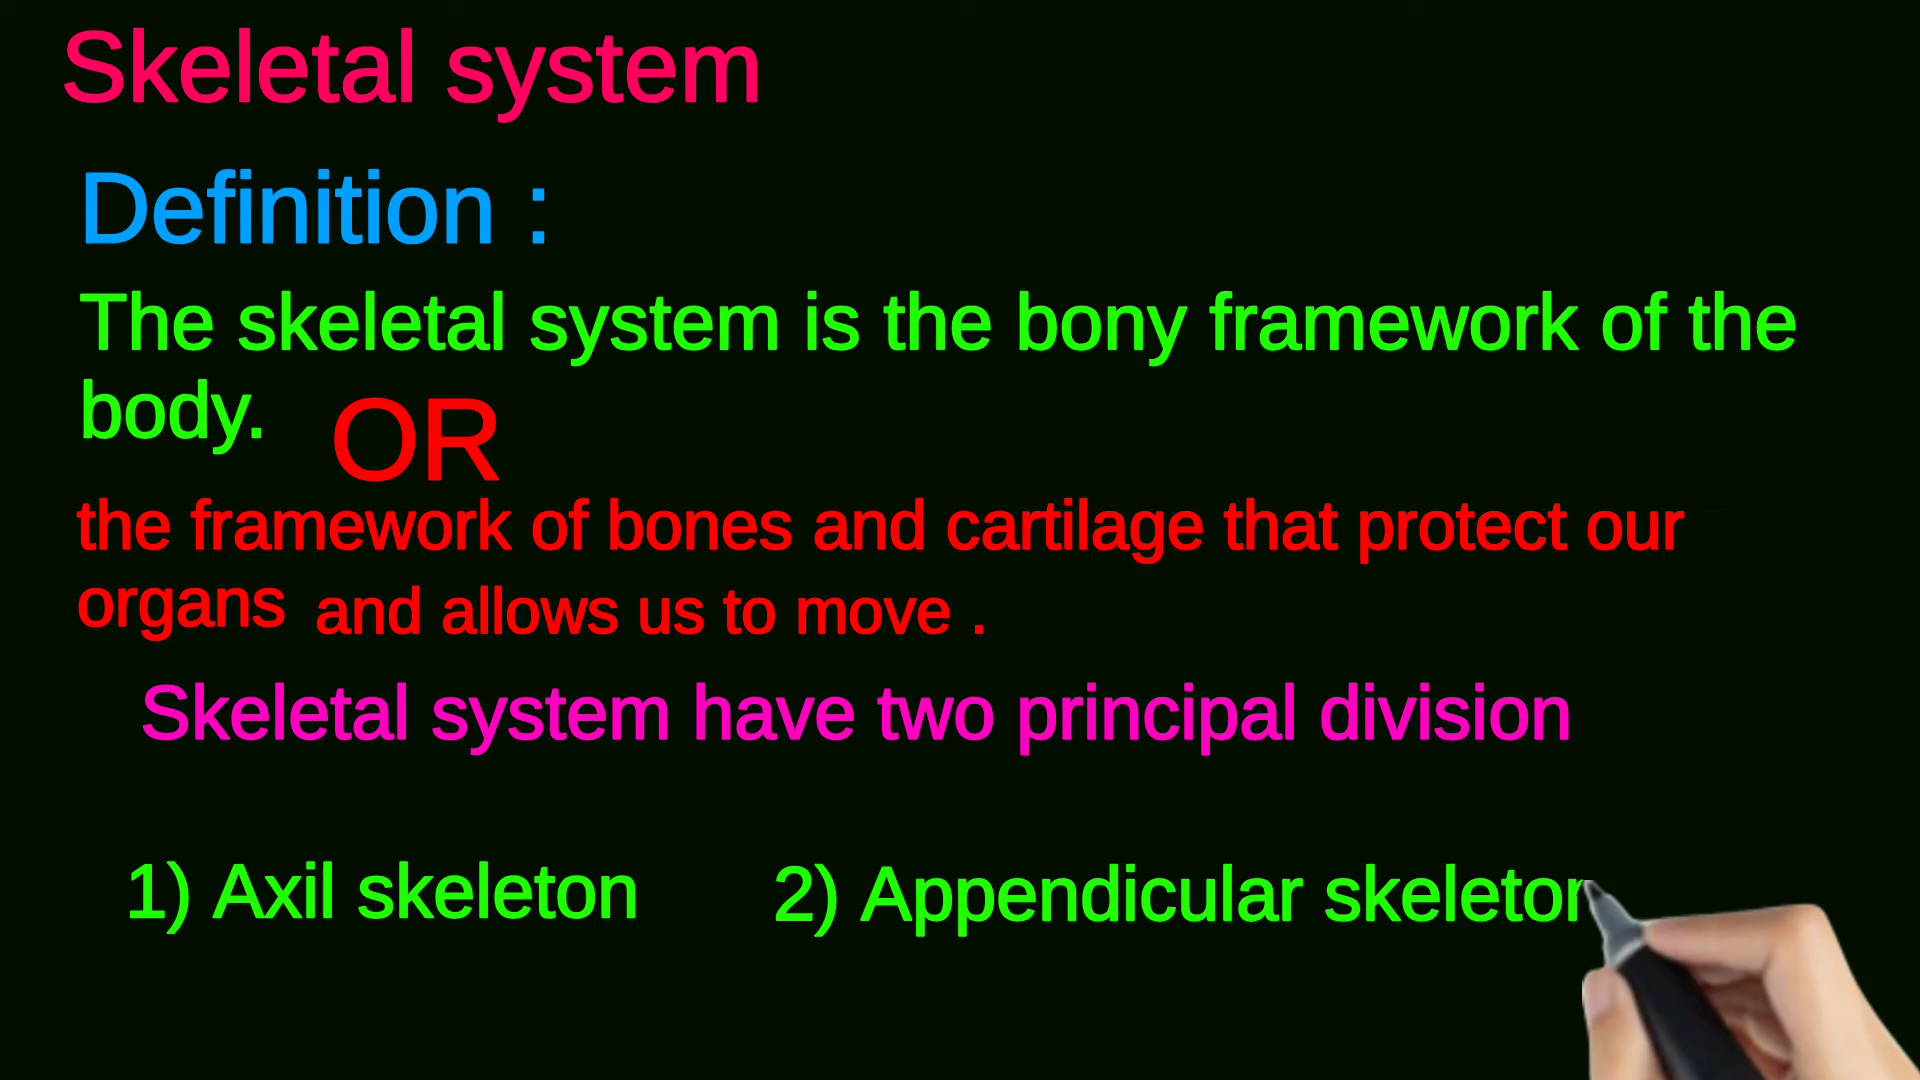 Skeletal system
Definition :
The skeletal system is the bony framework of the
body.
OR
the framework of bones and cartilage that protect our
organs and allows us to move .
Skeletal system have two principal division
1) Axil skeleton 2) Appendicular skeleton